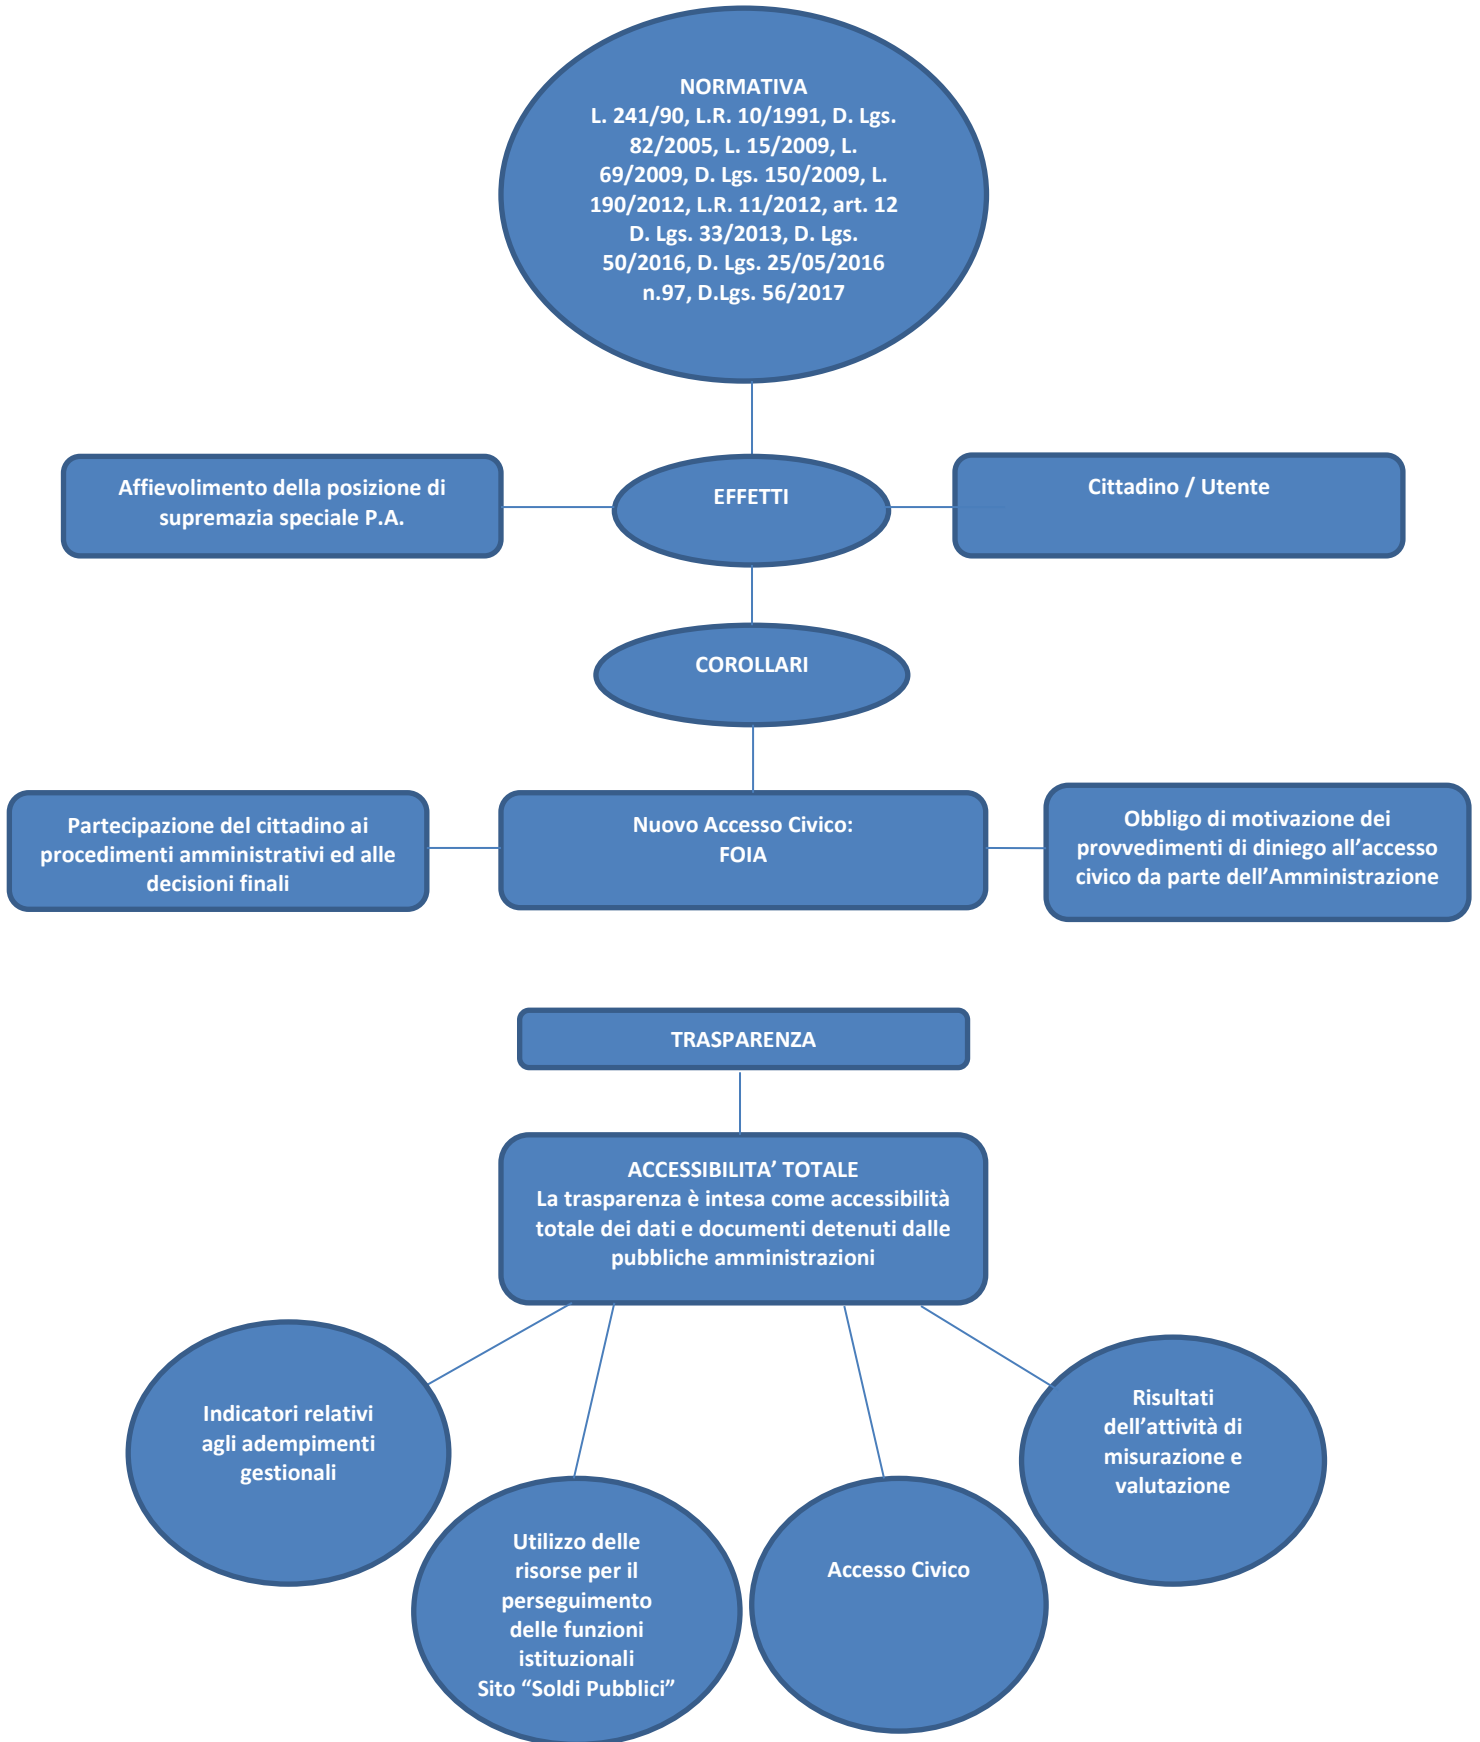 NORMATIVA
L. 241/90, L.R. 10/1991, D. Lgs.
82/2005, L. 15/2009, L.
69/2009, D. Lgs. 150/2009, L.
190/2012, L.R. 11/2012, art. 12
D. Lgs. 33/2013, D. Lgs.
50/2016, D. Lgs. 25/05/2016
n.97, D.Lgs. 56/2017
Affievolimento della posizione di
supremazia speciale P.A.
EFFETTI
Cittadino / Utente
COROLLARI
Partecipazione del cittadino ai
procedimenti amministrativi ed alle
decisioni finali
Nuovo Accesso Civico:
FOIA
Obbligo di motivazione dei
provvedimenti di diniego all’accesso
civico da parte dell’Amministrazione
TRASPARENZA
ACCESSIBILITA’ TOTALE
La trasparenza è intesa come accessibilità
totale dei dati e documenti detenuti dalle
pubbliche amministrazioni
Indicatori relativi
agli adempimenti
gestionali
Utilizzo delle
risorse per il
perseguimento
delle funzioni
istituzionali
Sito “Soldi Pubblici”
Accesso Civico
Risultati
dell’attività di
misurazione e
valutazione